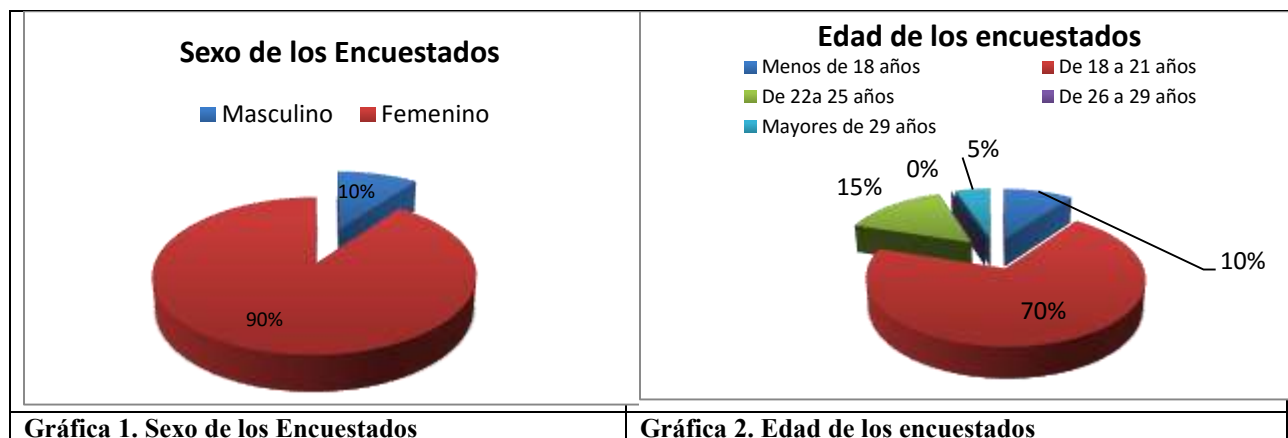 Sexo de los Encuestados
Masculino Femenino
10%
90%
Edad de los encuestados
Menos de 18 años De 18 a 21 años
De 22a 25 años De 26 a 29 años
Mayores de 29 años
5%
0%
15%
10%
70%
Gráfica 1. Sexo de los Encuestados
Gráfica 2. Edad de los encuestados